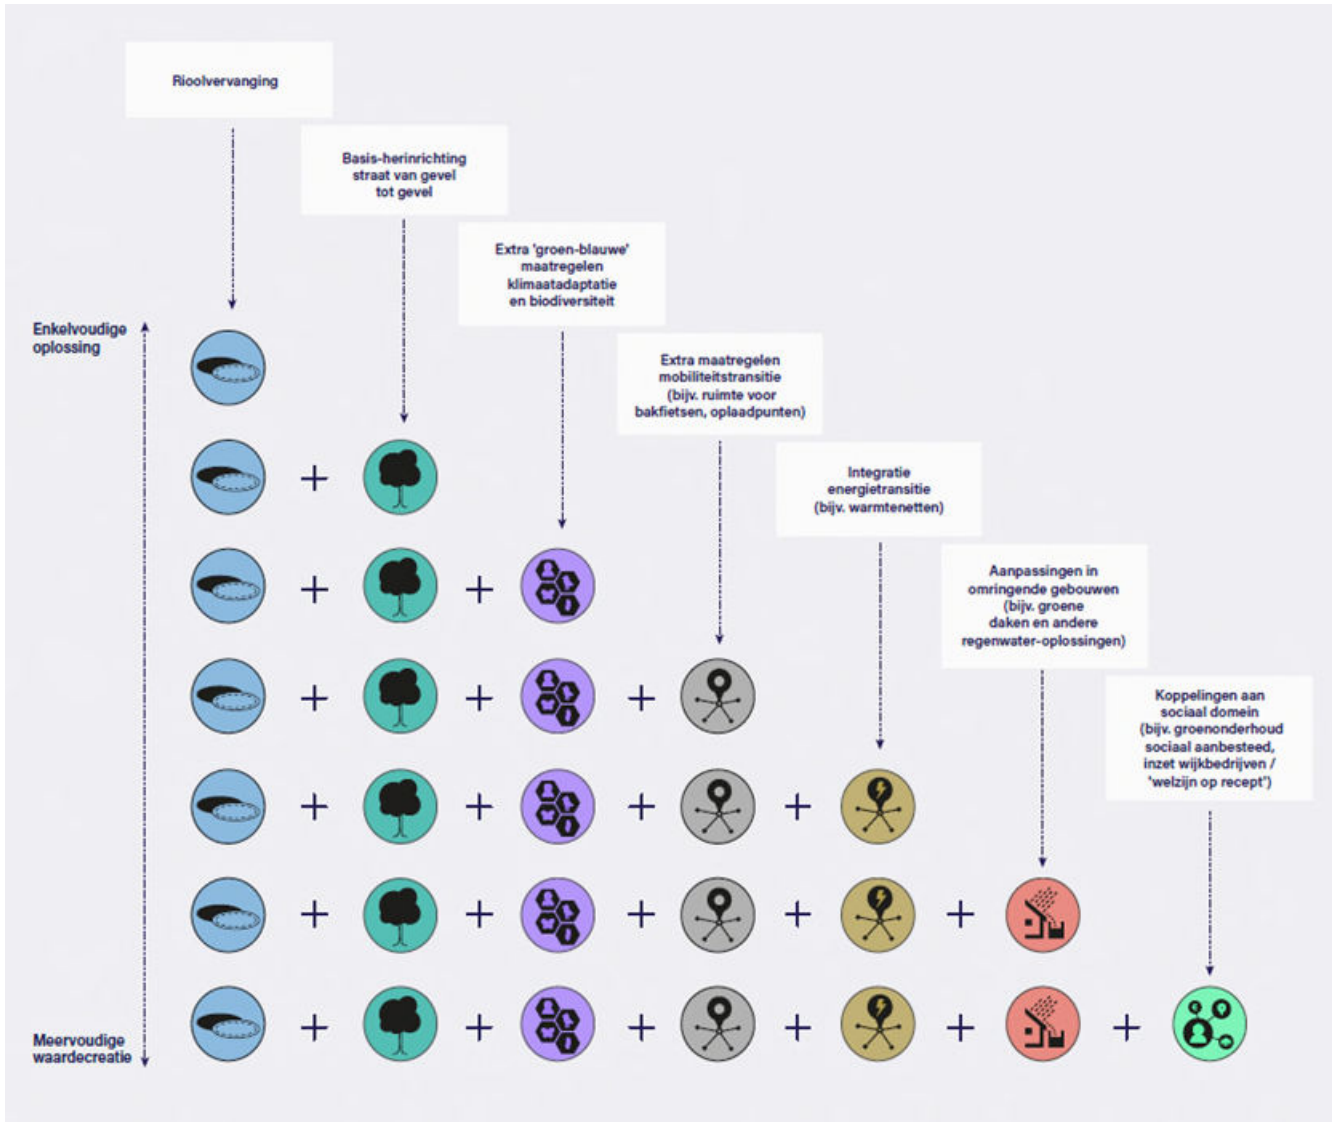 Rioolvervanging
Basis-herinrichting
straat van gevel
tot gevel
Extra 'groen-blauwe'
maatregelen
klimaatadaptatie
en biodiversiteit
Enkelvoudige
oplossing
Extra maatregelen
mobiliteitstransitie
(bijv. ruimte voor
bakfietsen, oplaadpunten)
Integratie
energietransitie
(bijv. warmtenetten)
Aanpassingen in
omringende gebouwen
(bijv. groene
daken en andere
regenwater-oplossingen)
Koppelingen aan
sociaal domein
(bijv. groenonderhoud
sociaal aanbesteed,
inzet wijkbedrijven /
'welzijn op recept')
Meervoudige
waardecreatie